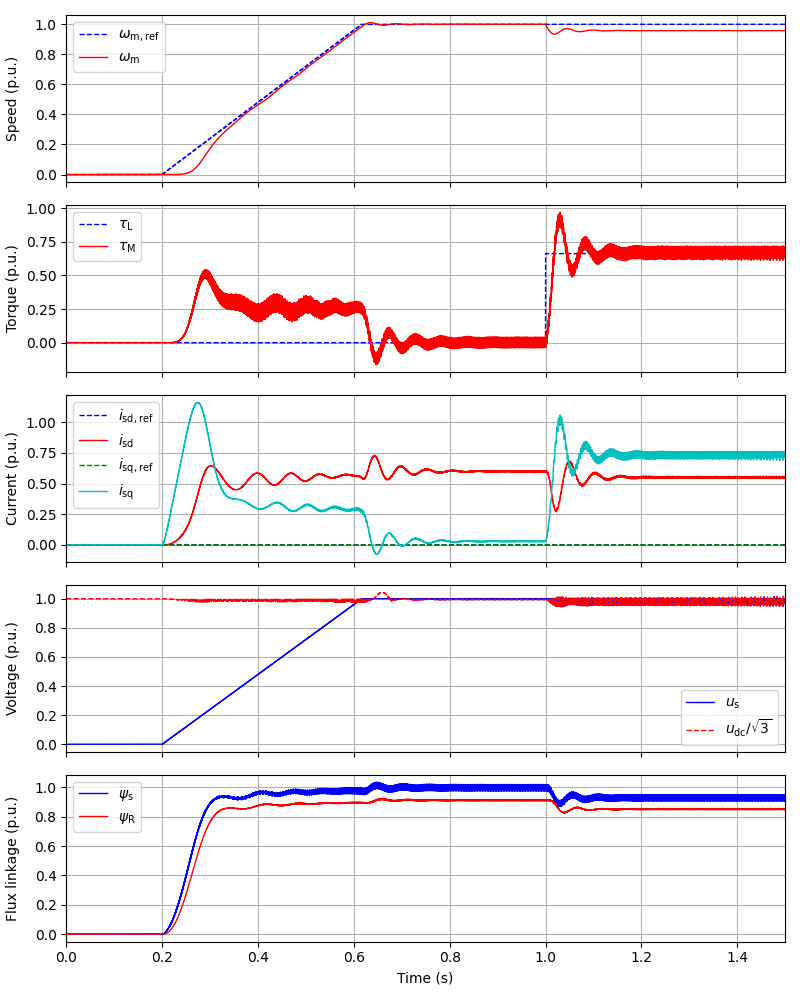 1.0
0.8
0.6
0.4
0.2
0.0
Speed (p.u.)
ω_m, ref
ω_m
1.00
0.75
0.50
0.25
0.00
Torque (p.u.)
τ_L
τ_M
1.00
0.75
0.50
0.25
0.00
Current (p.u.)
i_sd, ref
i_sd
i_sq, ref
i_sq
1.0
0.8
0.6
0.4
0.2
0.0
Voltage (p.u.)
u_s
u_dc/√3
1.0
0.8
0.6
0.4
0.2
0.0
Flux linkage (p.u.)
ψ_s
ψ_R
0.0 0.2 0.4 0.6 0.8 1.0 1.2 1.4
Time (s)